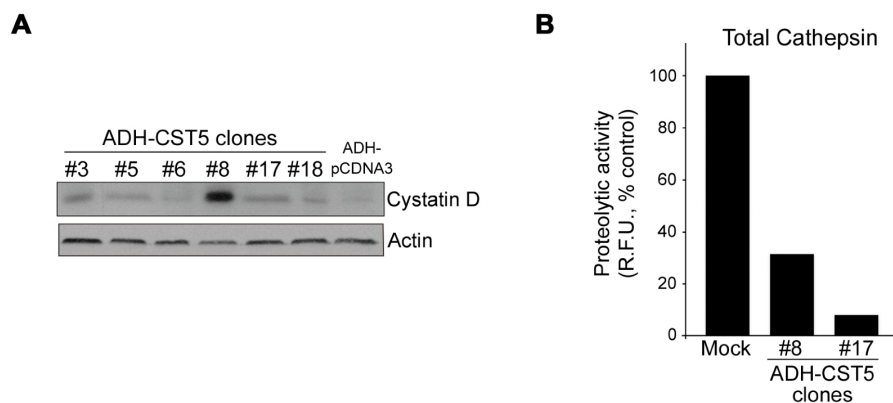 A
ADH-CST5 clones
ADH-
pCDNA3
#3 #5 #6 #8 #17 #18
Cystatin D
Actin
B
Total Cathepsin
Proteolytic activity
(R.F.U., % control)
100
80
60
40
20
0
Mock #8 #17
ADH-CST5
clones